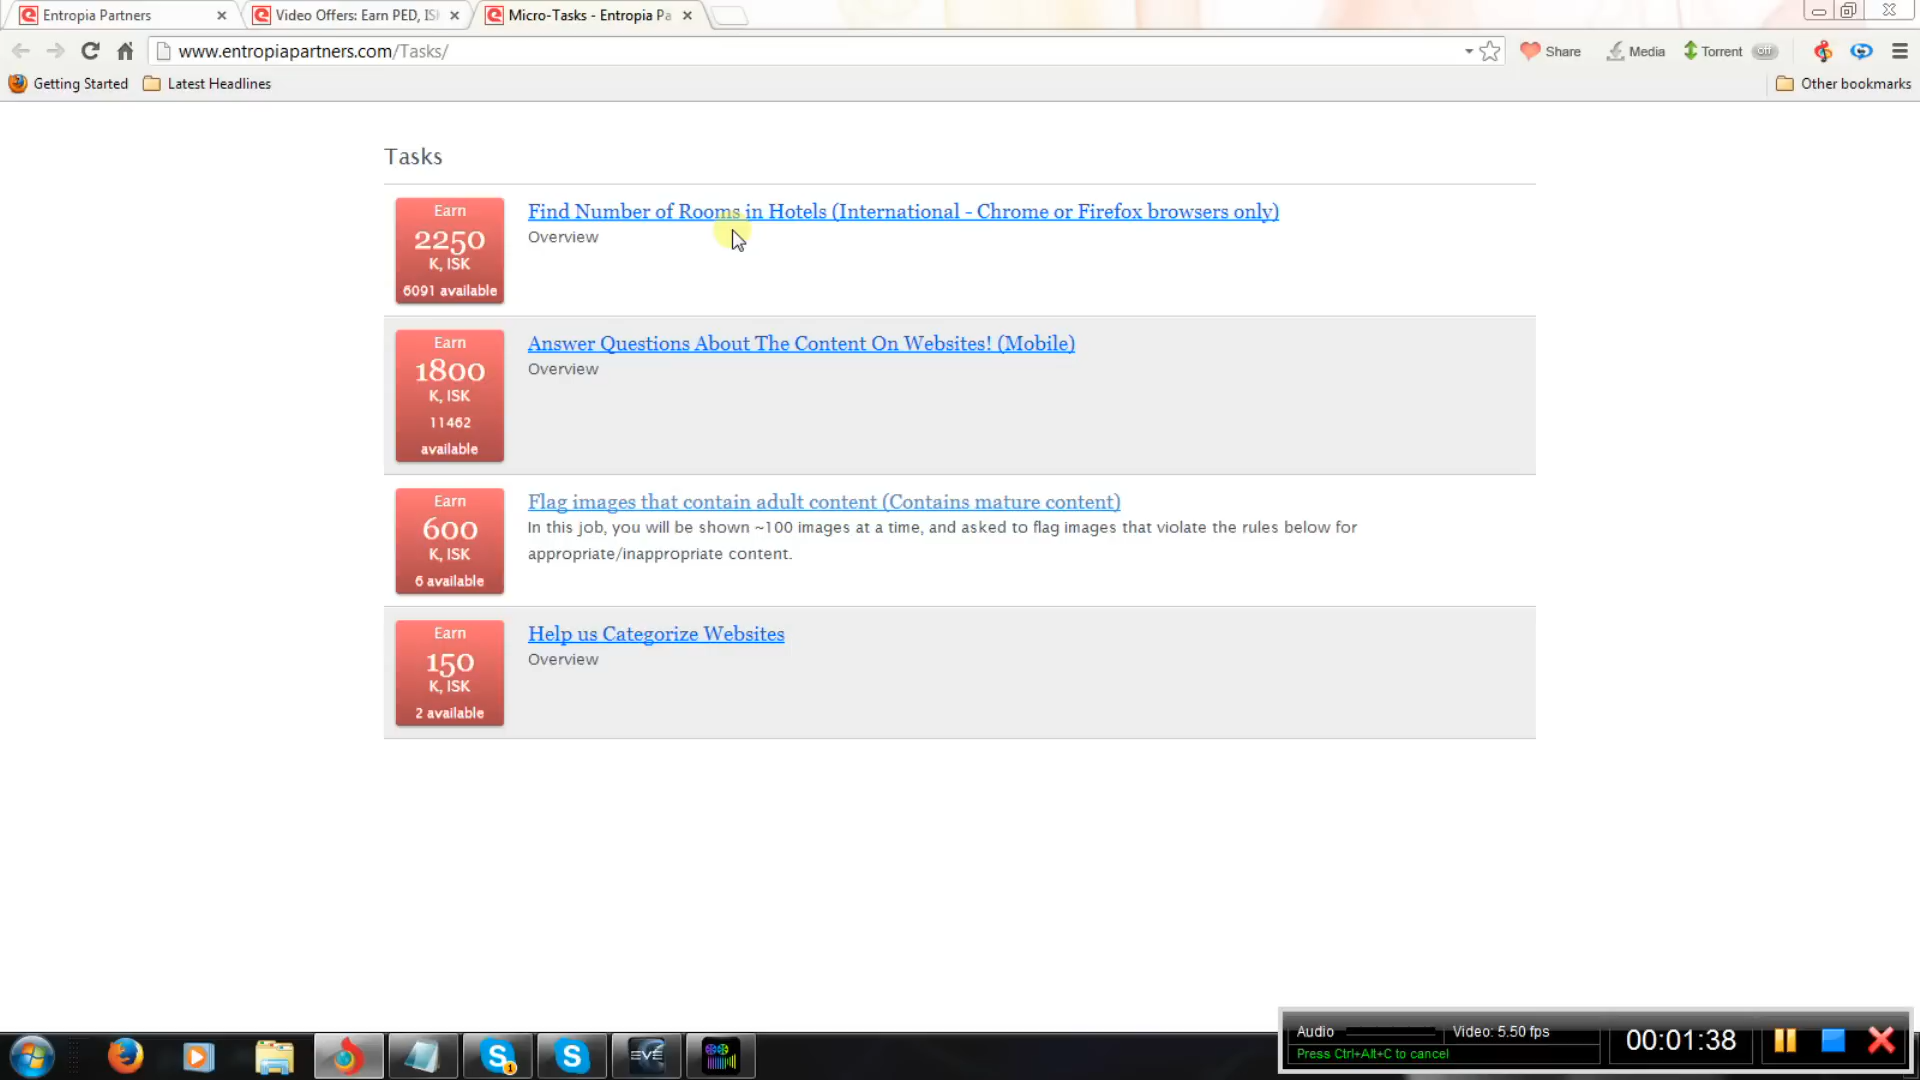 Entropia Partners
Video Offers: Earn PED, ISK
Micro-Tasks - Entropia Pa
www.entropiapartners.com/Tasks/
Share
Media
Torrent
off
Getting Started
Latest Headlines
Other bookmarks
Tasks
Earn
2250
K, ISK
6091 available
Find Number of Rooms in Hotels (International - Chrome or Firefox browsers only)
Overview
Earn
1800
K, ISK
11462
available
Answer Questions About The Content On Websites! (Mobile)
Overview
Earn
600
K, ISK
6 available
Flag images that contain adult content (Contains mature content)
In this job, you will be shown ~100 images at a time, and asked to flag images that violate the rules below for
appropriate/inappropriate content.
Earn
150
K, ISK
2 available
Help us Categorize Websites
Overview
1
EVE
Audio
Video: 5.50 fps
Press Ctrl+Alt+C to cancel
00:01:38